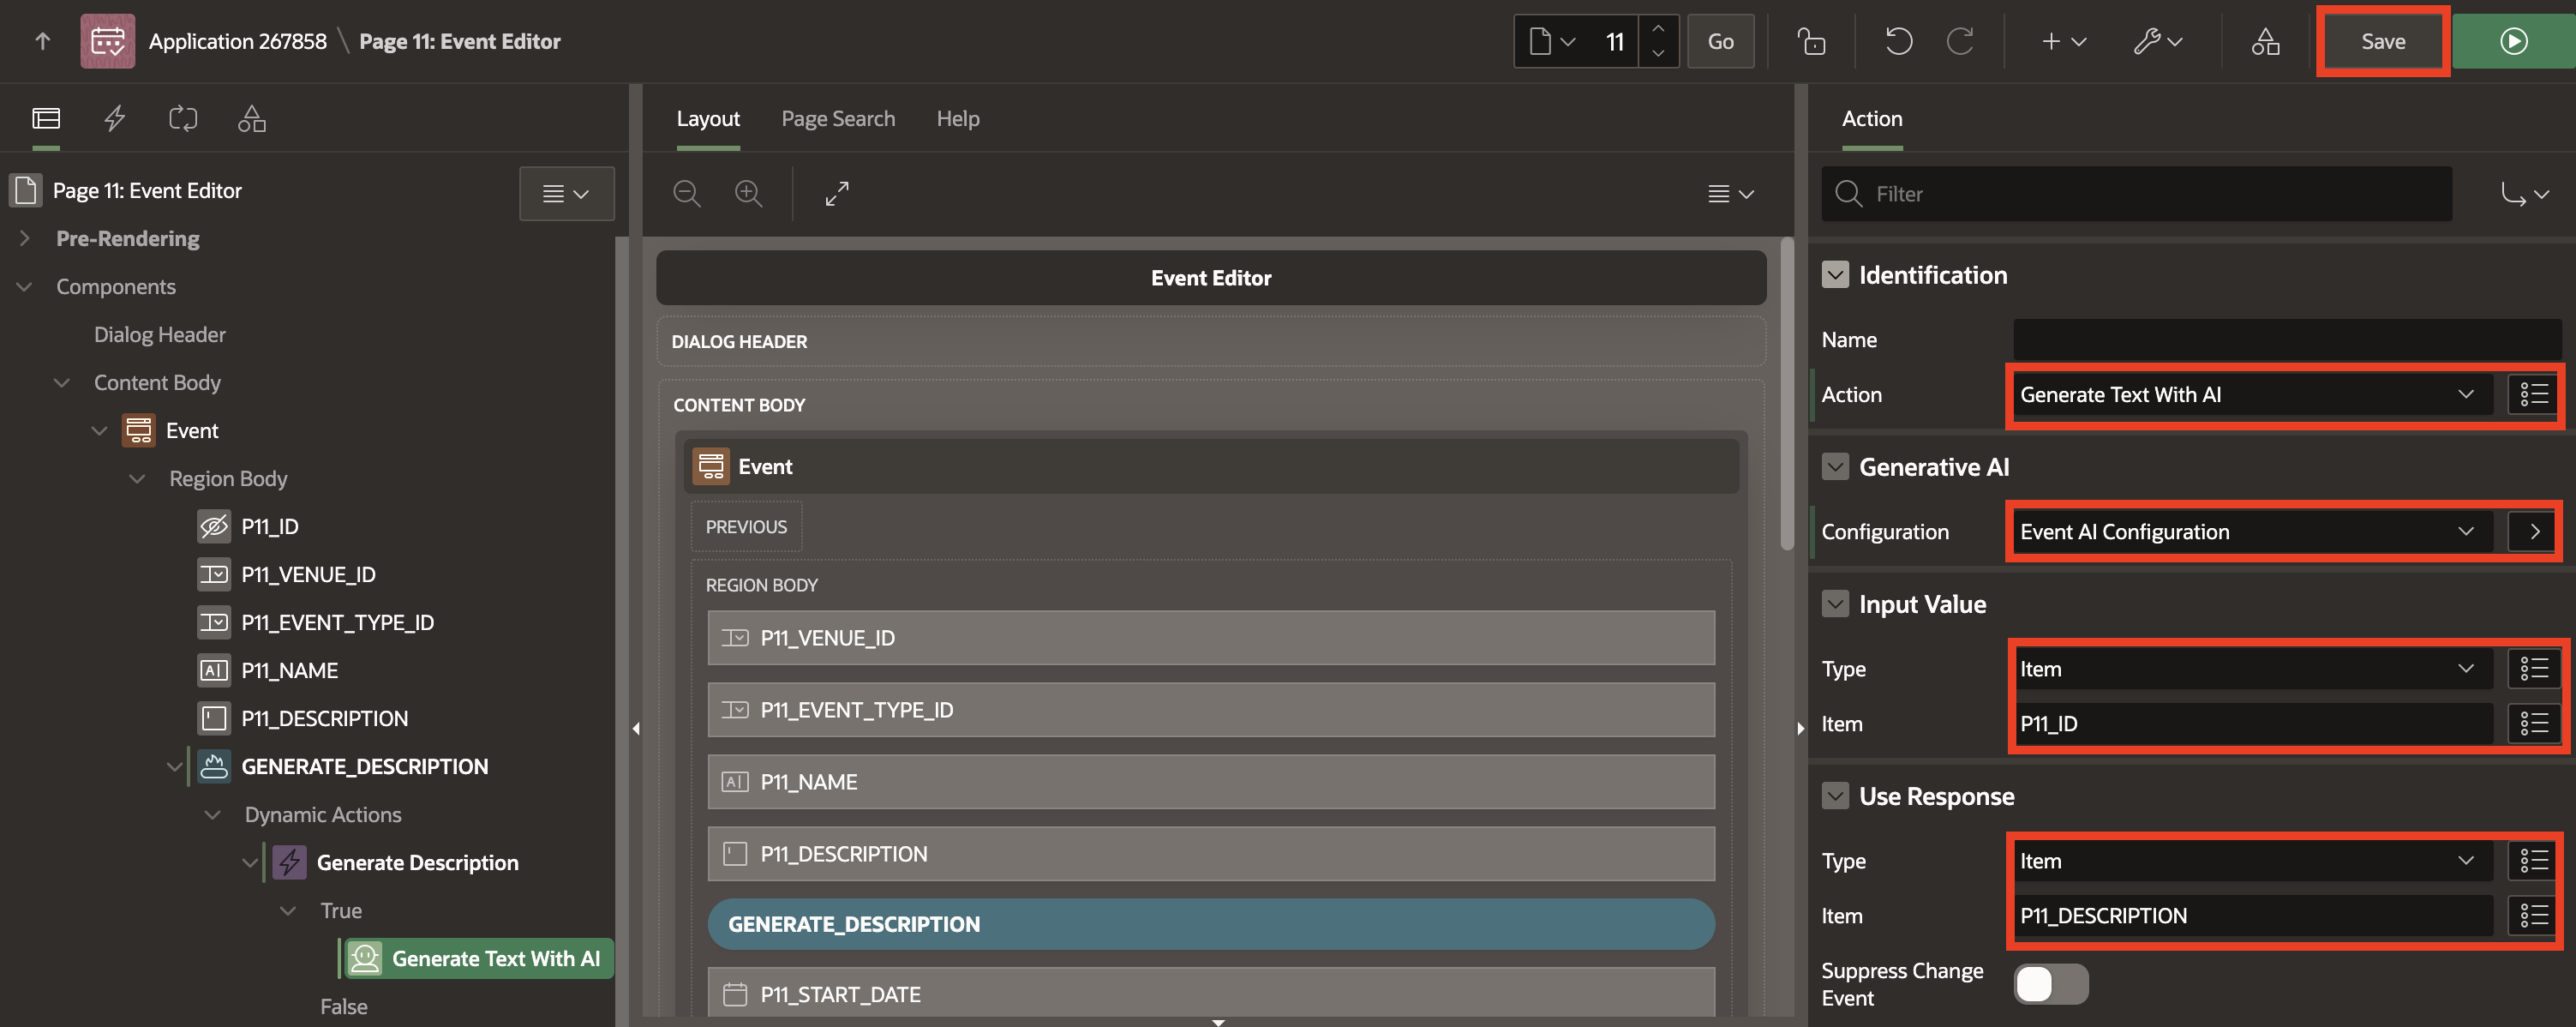 Application 267858 \ Page 11: Event Editor
11
Go
Save
Page 11: Event Editor
Pre-Rendering
Components
Dialog Header
Content Body
Event
Region Body
P11_ID
P11_VENUE_ID
P11_EVENT_TYPE_ID
P11_NAME
P11_DESCRIPTION
GENERATE_DESCRIPTION
Dynamic Actions
Generate Description
True
Generate Text With AI
False
Layout
Page Search
Help
Event Editor
DIALOG HEADER
CONTENT BODY
Event
PREVIOUS
REGION BODY
P11_VENUE_ID
P11_EVENT_TYPE_ID
P11_NAME
P11_DESCRIPTION
GENERATE_DESCRIPTION
P11_START_DATE
Action
Filter
Identification
Name
Action
Generate Text With AI
Generative AI
Configuration
Event AI Configuration
Input Value
Type
Item
Item
P11_ID
Use Response
Type
Item
Item
P11_DESCRIPTION
Suppress Change
Event